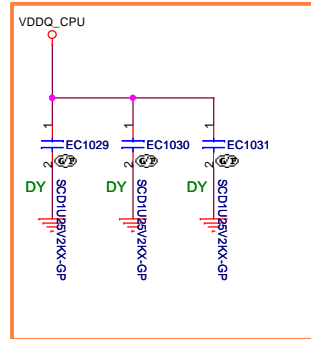 VDDQ_CPU
1
1
1
EC1029
EC1030
EC1031
2
2
2
DY
DY
DY
SCD1U25V2KX-GP
SCD1U25V2KX-GP
SCD1U25V2KX-GP